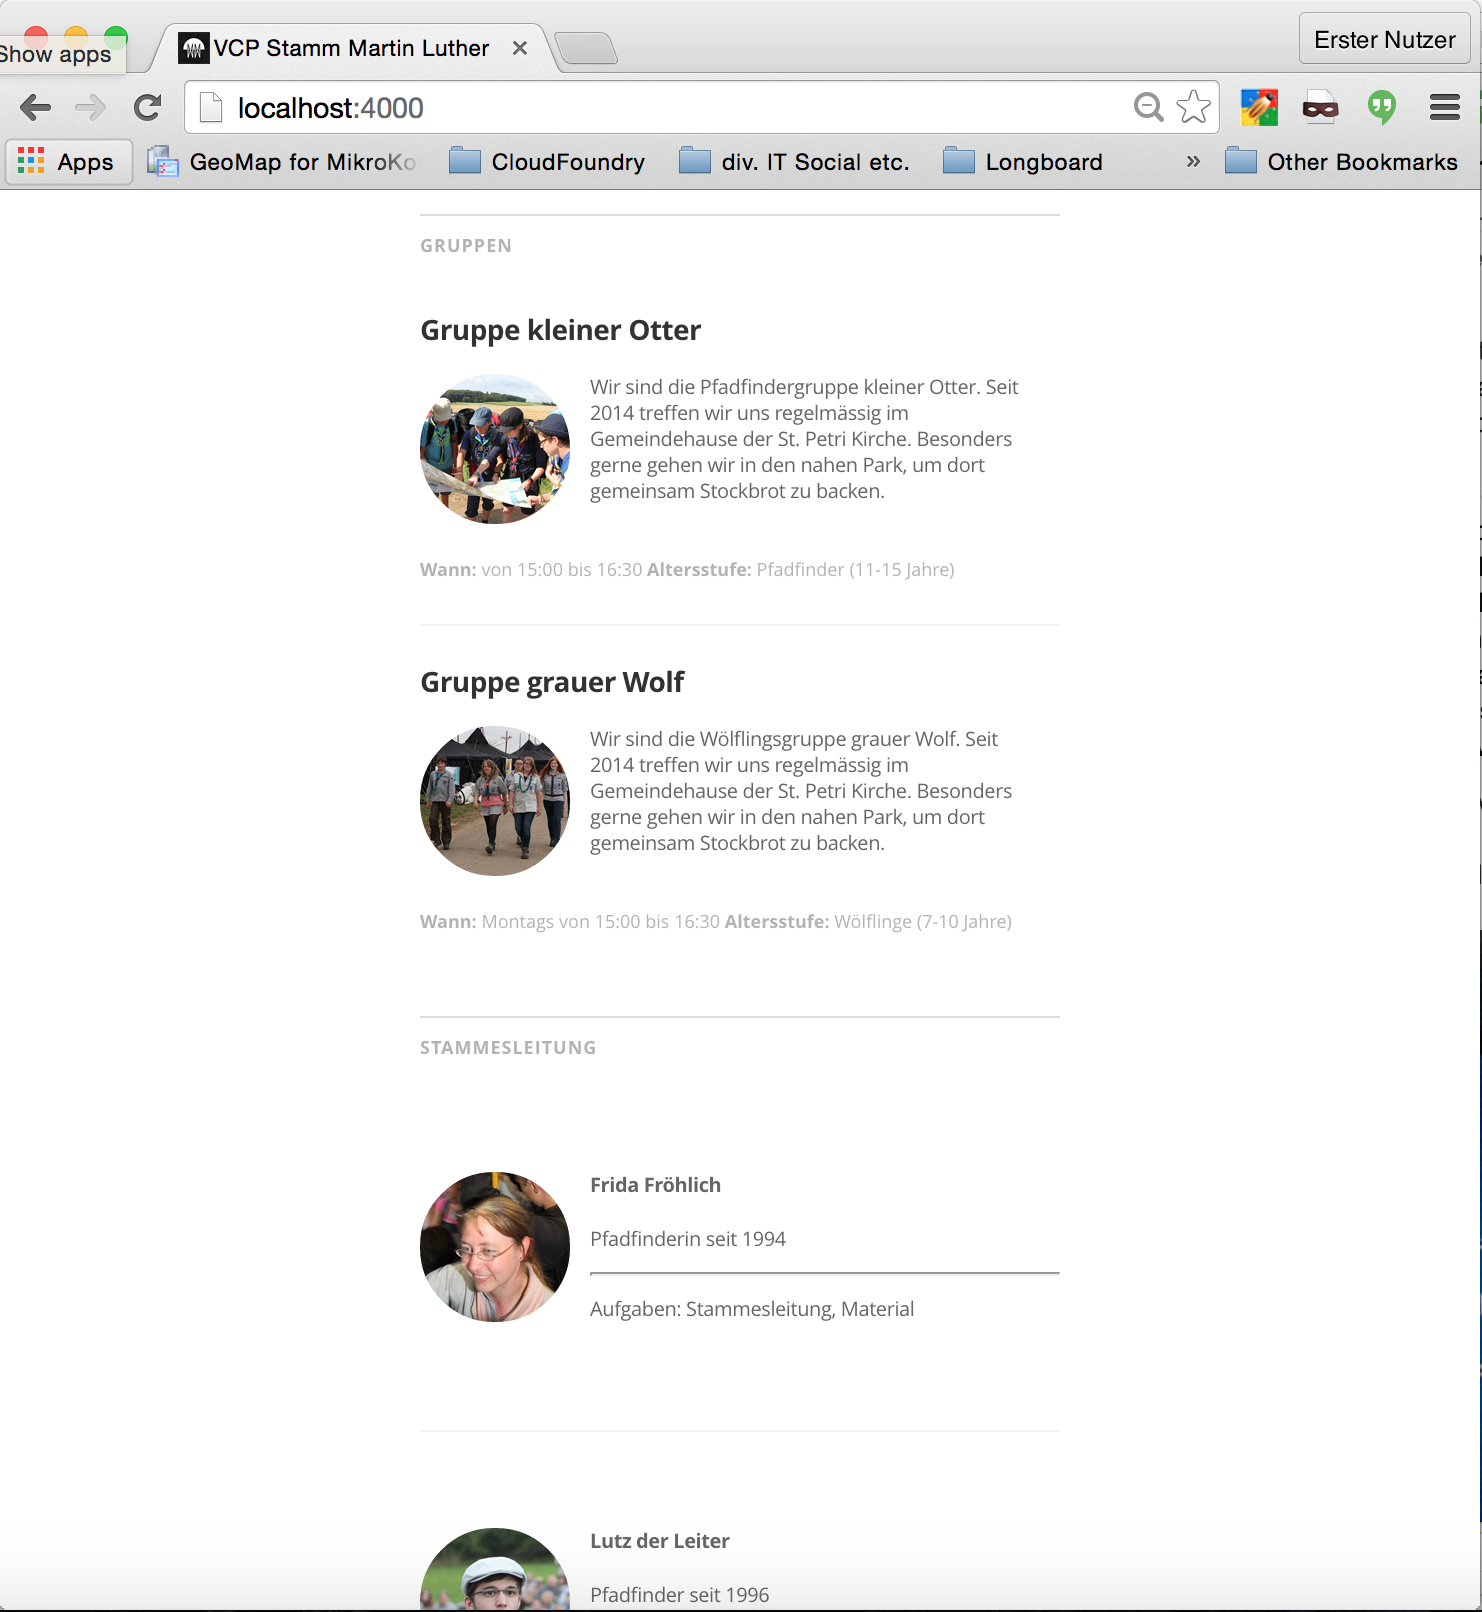 VCP Stamm Martin Luther
Erster Nutzer
Show apps
localhost:4000
Apps
GeoMap for MikroKo
CloudFoundry
div. IT Social etc.
Longboard
»
Other Bookmarks
GRUPPEN
Gruppe kleiner Otter
Wir sind die Pfadfindergruppe kleiner Otter. Seit
2014 treffen wir uns regelmässig im
Gemeindehause der St. Petri Kirche. Besonders
gerne gehen wir in den nahen Park, um dort
gemeinsam Stockbrot zu backen.
Wann: von 15:00 bis 16:30 Altersstufe: Pfadfinder (11-15 Jahre)
Gruppe grauer Wolf
Wir sind die Wölflingsgruppe grauer Wolf. Seit
2014 treffen wir uns regelmässig im
Gemeindehause der St. Petri Kirche. Besonders
gerne gehen wir in den nahen Park, um dort
gemeinsam Stockbrot zu backen.
Wann: Montags von 15:00 bis 16:30 Altersstufe: Wölflinge (7-10 Jahre)
STAMMESLEITUNG
Frida Fröhlich
Pfadfinderin seit 1994
Aufgaben: Stammesleitung, Material
Lutz der Leiter
Pfadfinder seit 1996